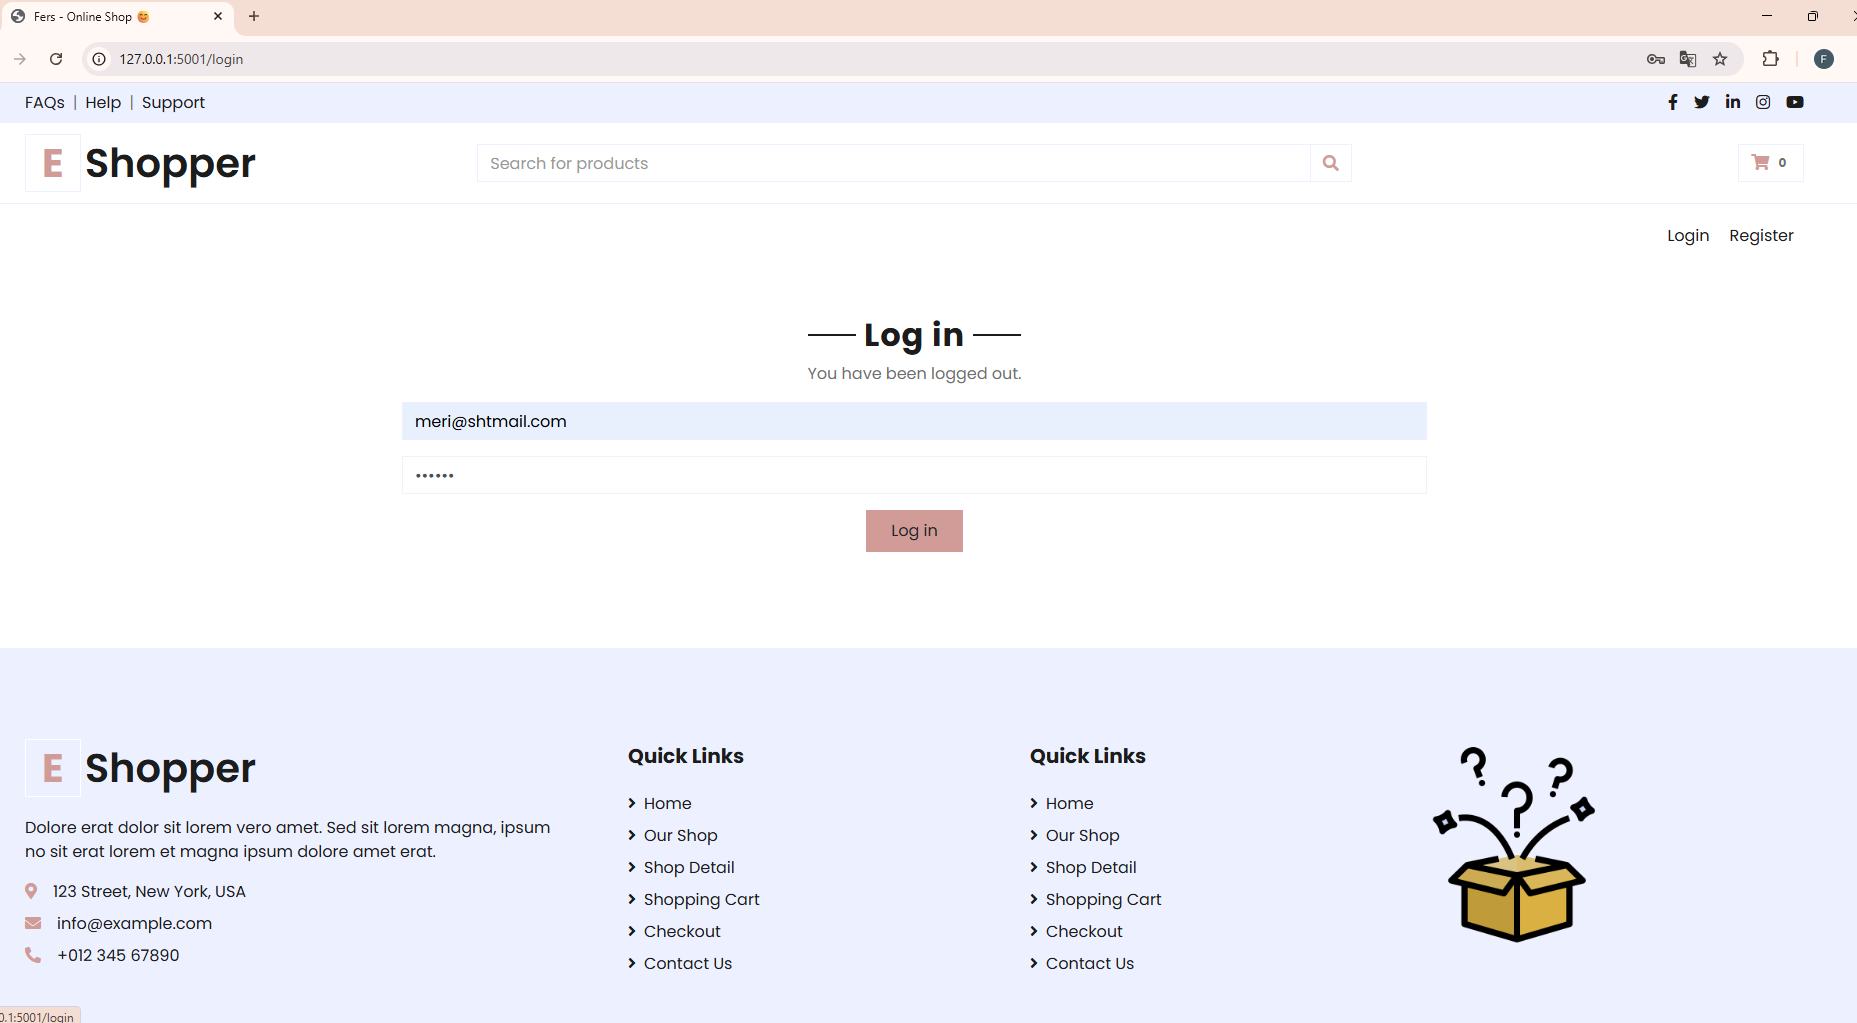 Fers - Online Shop 😊
127.0.0.1:5001/login
F
FAQs | Help | Support
E Shopper
Search for products
0
Login Register
Log in
You have been logged out.
meri@shtmail.com
••••••
Log in
E Shopper
Dolore erat dolor sit lorem vero amet. Sed sit lorem magna, ipsum
no sit erat lorem et magna ipsum dolore amet erat.
123 Street, New York, USA
info@example.com
+012 345 67890
Quick Links
Home
Our Shop
Shop Detail
Shopping Cart
Checkout
Contact Us
Quick Links
Home
Our Shop
Shop Detail
Shopping Cart
Checkout
Contact Us
? ? ?
0.1:5001/login